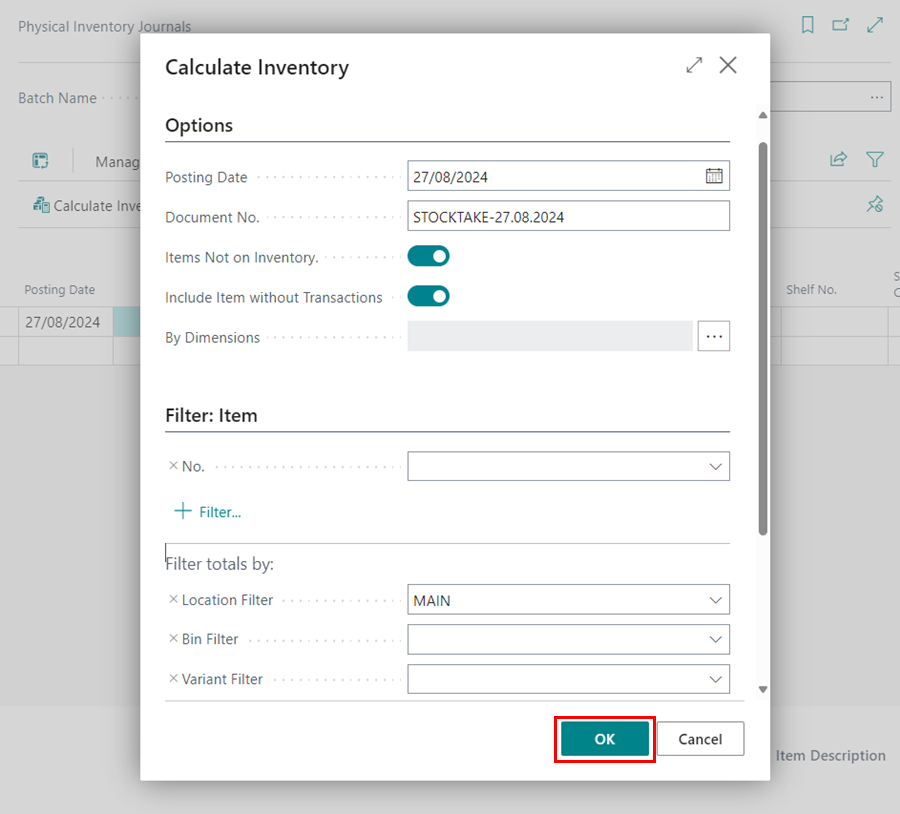 Physical Inventory Journals
Calculate Inventory
Batch Name
Options
Manag
Posting Date 27/08/2024
Document No. STOCKTAKE-27.08.2024
Calculate Inve
Items Not on Inventory.
Include Item without Transactions
Posting Date Shelf No. S
C
27/08/2024
By Dimensions
Filter: Item
No.
Filter...
Filter totals by:
Location Filter MAIN
Bin Filter
Variant Filter
OK Cancel
Item Description